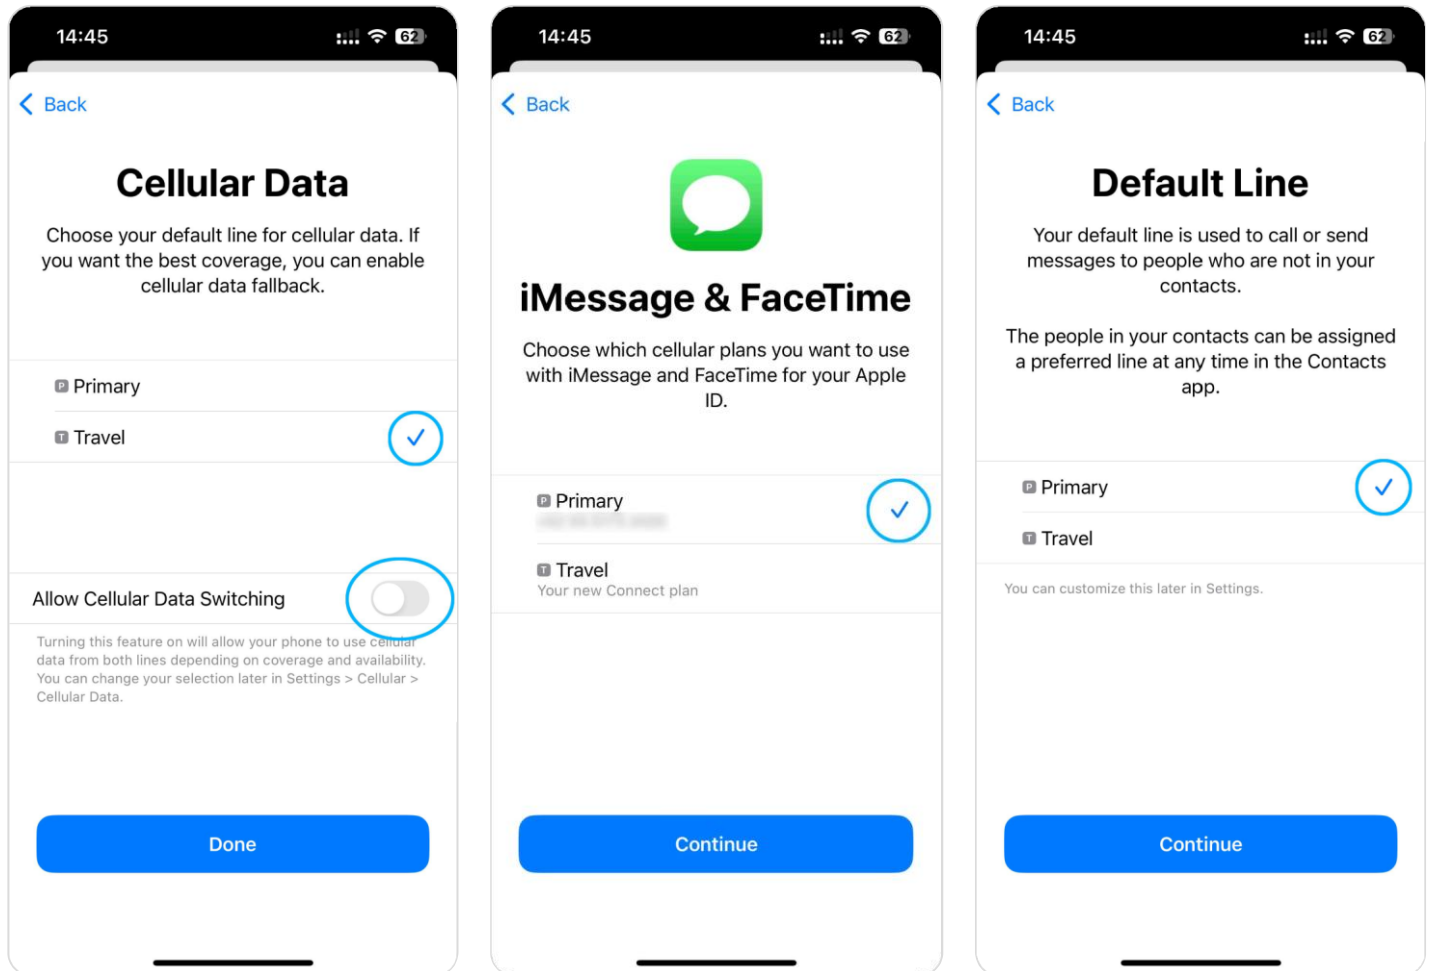 14:45
62
Back
Cellular Data
Choose your default line for cellular data. If
you want the best coverage, you can enable
cellular data fallback.
P Primary
T Travel
Allow Cellular Data Switching
Turning this feature on will allow your phone to use cellular
data from both lines depending on coverage and availability.
You can change your selection later in Settings > Cellular >
Cellular Data.
Done
14:45
62
Back
iMessage & FaceTime
Choose which cellular plans you want to use
with iMessage and FaceTime for your Apple
ID.
P Primary
T Travel
Your new Connect plan
Continue
14:45
62
Back
Default Line
Your default line is used to call or send
messages to people who are not in your
contacts.
The people in your contacts can be assigned
a preferred line at any time in the Contacts
app.
P Primary
T Travel
You can customize this later in Settings.
Continue